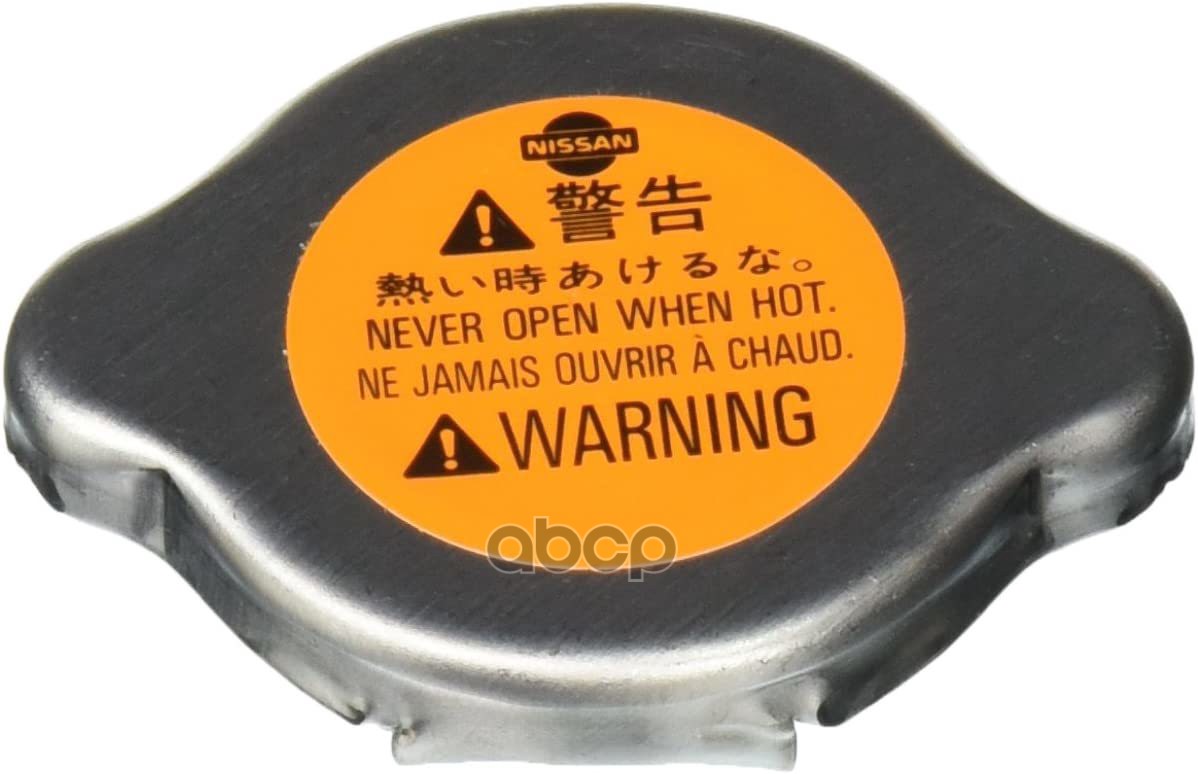 NISSAN
警告
熱い時あけるな。
NEVER OPEN WHEN HOT.
NE JAMAIS OUVRIR À CHAUD.
WARNING
abcp